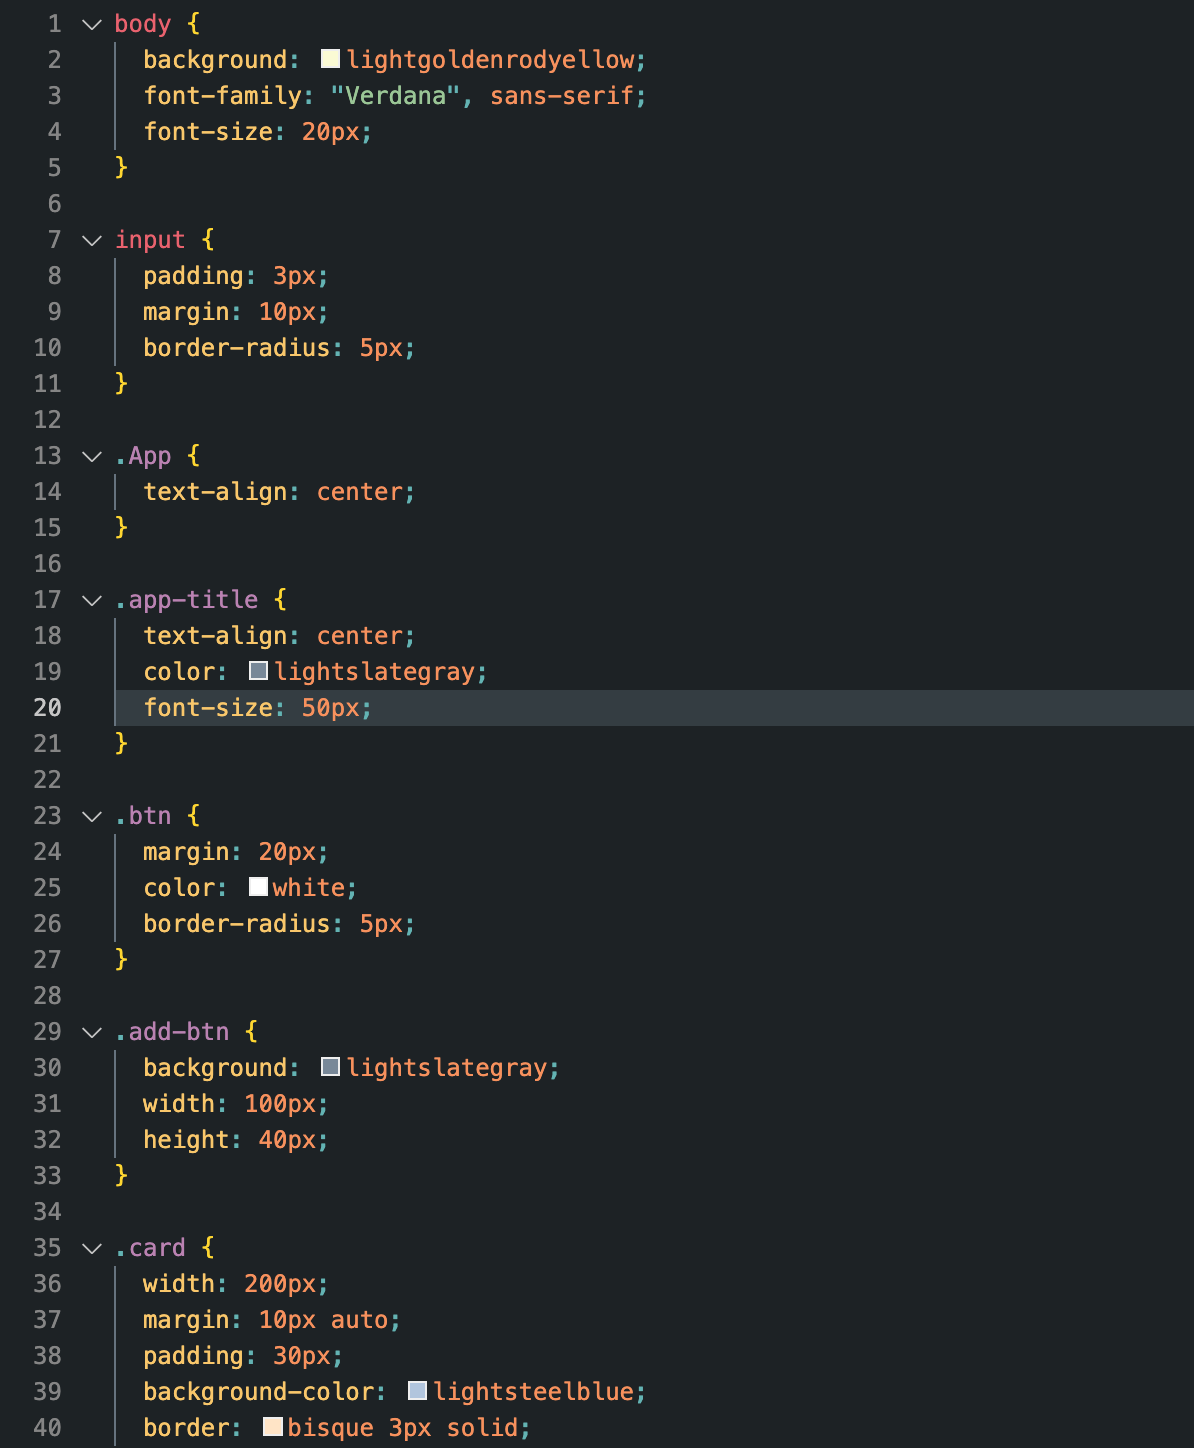 1 body {
2 background: lightgoldenrodyellow;
3 font-family: "Verdana", sans-serif;
4 font-size: 20px;
5 }
6
7 input {
8 padding: 3px;
9 margin: 10px;
10 border-radius: 5px;
11 }
12
13 .App {
14 text-align: center;
15 }
16
17 .app-title {
18 text-align: center;
19 color: lightslategray;
20 font-size: 50px;
21 }
22
23 .btn {
24 margin: 20px;
25 color: white;
26 border-radius: 5px;
27 }
28
29 .add-btn {
30 background: lightslategray;
31 width: 100px;
32 height: 40px;
33 }
34
35 .card {
36 width: 200px;
37 margin: 10px auto;
38 padding: 30px;
39 background-color: lightsteelblue;
40 border: bisque 3px solid;